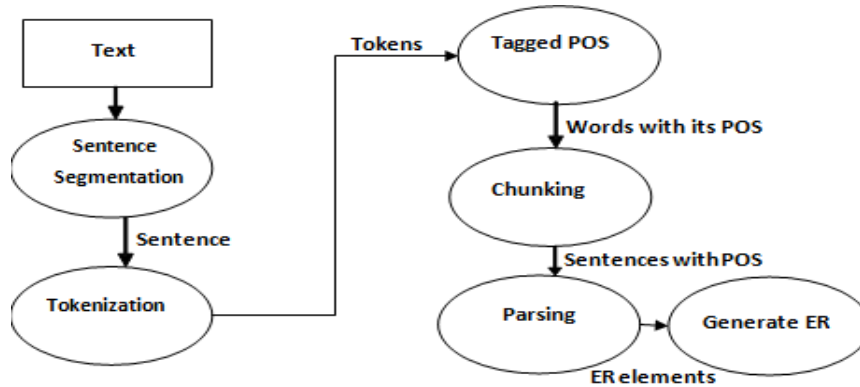 Text
Sentence
Segmentation
Sentence
Tokenization
Tokens
Tagged POS
Words with its POS
Chunking
Sentences with POS
Parsing
ER elements
Generate ER